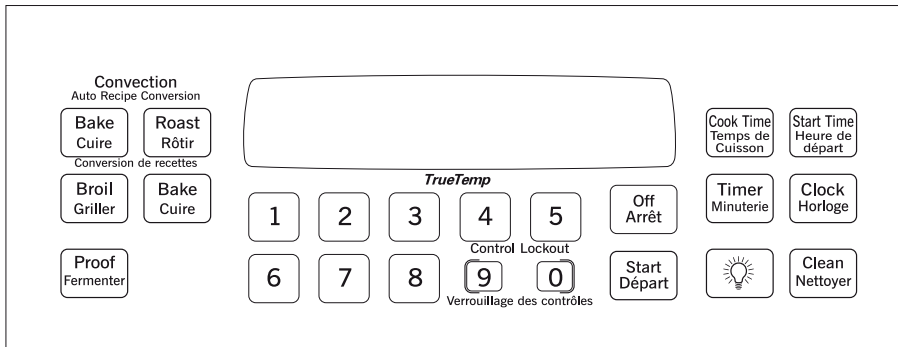 Convection
Auto Recipe Conversion
Bake
Cuire
Roast
Rôtir
Conversion de recettes
Broil
Griller
Bake
Cuire
Proof
Fermenter
TrueTemp
1 2 3 4 5
Control Lockout
6 7 8 9 0
Verrouillage des contrôles
Off
Arrêt
Start
Départ
Cook Time
Temps de
Cuisson
Start Time
Heure de
départ
Timer
Minuterie
Clock
Horloge
Clean
Nettoyer